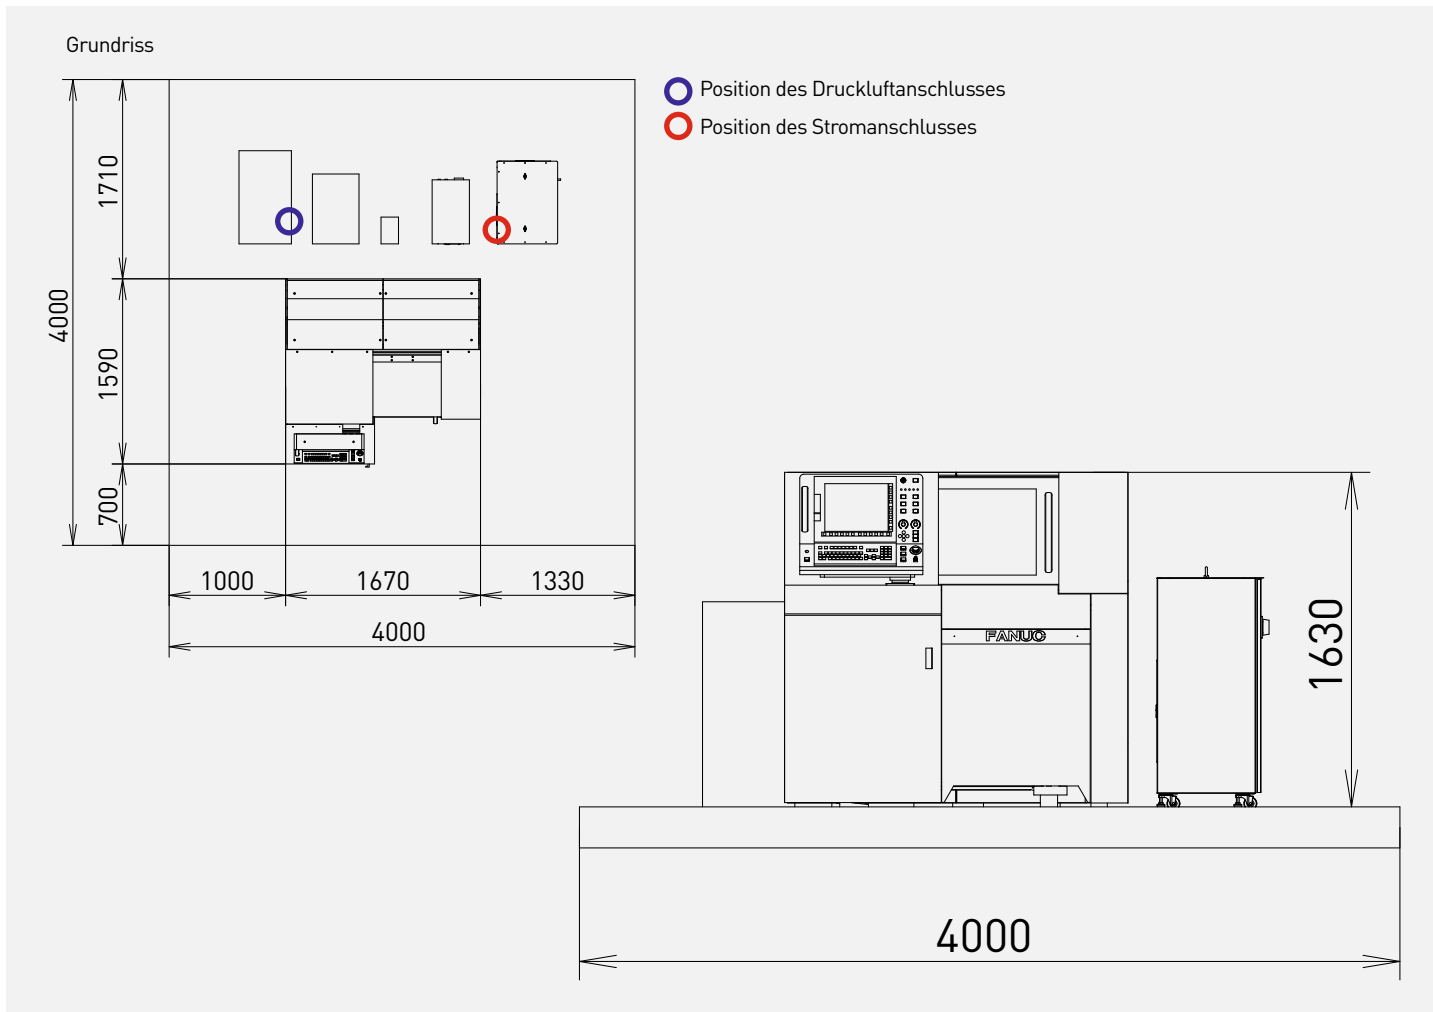 Grundriss
Position des Druckluftanschlusses
Position des Stromanschlusses
1710
4000
1590
700
1000
1670
1330
4000
FANUC
1630
4000